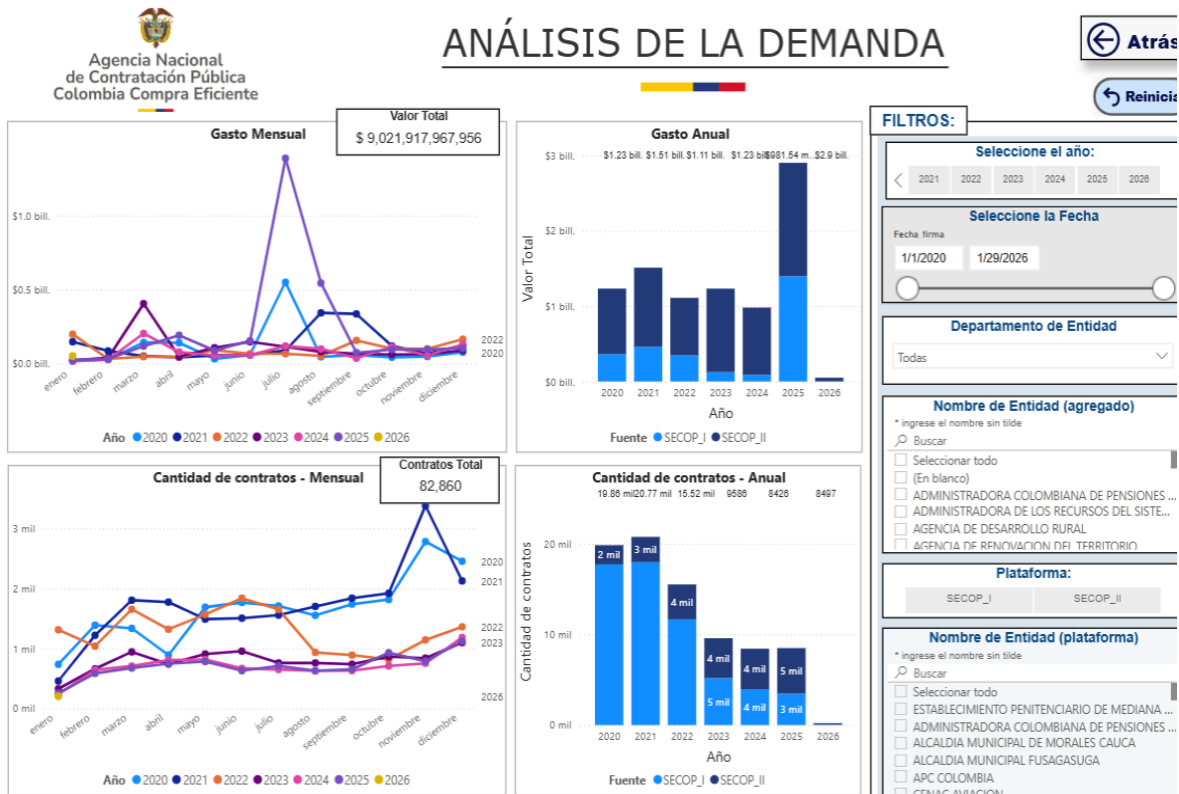 Agencia Nacional
de Contratación Pública
Colombia Compra Eficiente
ANÁLISIS DE LA DEMANDA
Atrás
Reinicia
Gasto Mensual
Valor Total
$ 9,021,917,967,956
$1.0 bill.
$0.5 bill.
$0.0 bill.
2022
2020
enero
febrero
marzo
abril
mayo
junio
julio
agosto
septiembre
octubre
noviembre
diciembre
Año 2020 2021 2022 2023 2024 2025 2026
Gasto Anual
$1.23 bill. $1.51 bill. $1.11 bill. $1.23 bill. $981.54 m... $2.9 bill.
Valor Total
$3 bill.
$2 bill.
$1 bill.
$0 bill.
2020 2021 2022 2023 2024 2025 2026
Año
Fuente SECOP_I SECOP_II
Cantidad de contratos - Mensual
Contratos Total
82,860
3 mil
2 mil
1 mil
0 mil
2020
2021
2022
2023
2026
enero
febrero
marzo
abril
mayo
junio
julio
agosto
septiembre
octubre
noviembre
diciembre
Año 2020 2021 2022 2023 2024 2025 2026
Cantidad de contratos - Anual
19.86 mil 20.77 mil 15.52 mil 9586 8426 8497
Cantidad de contratos
20 mil
10 mil
0 mil
2 mil 3 mil 4 mil 4 mil 4 mil 5 mil
5 mil 4 mil 3 mil
2020 2021 2022 2023 2024 2025 2026
Año
Fuente SECOP_I SECOP_II
FILTROS:
Seleccione el año:
2021 2022 2023 2024 2025 2026
Seleccione la Fecha
Fecha firma
1/1/2020 1/29/2026
Departamento de Entidad
Todas
Nombre de Entidad (agregado)
* ingrese el nombre sin tilde
Buscar
Seleccionar todo
(En blanco)
ADMINISTRADORA COLOMBIANA DE PENSIONES ...
ADMINISTRADORA DE LOS RECURSOS DEL SISTE...
AGENCIA DE DESARROLLO RURAL
AGENCIA DE RENOVACION DEL TERRITORIO
Plataforma:
SECOP_I SECOP_II
Nombre de Entidad (plataforma)
* ingrese el nombre sin tilde
Buscar
Seleccionar todo
ESTABLECIMIENTO PENITENCIARIO DE MEDIANA ...
ADMINISTRADORA COLOMBIANA DE PENSIONES ...
ALCALDIA MUNICIPAL DE MORALES CAUCA
ALCALDIA MUNICIPAL FUSAGASUGA
APC COLOMBIA
CENAC AVIACION